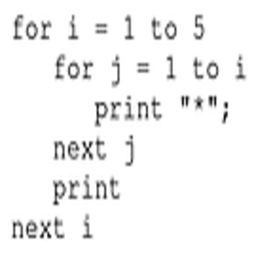 for i = 1 to 5
    for j = 1 to i
        print "*";
    next j
    print
next i